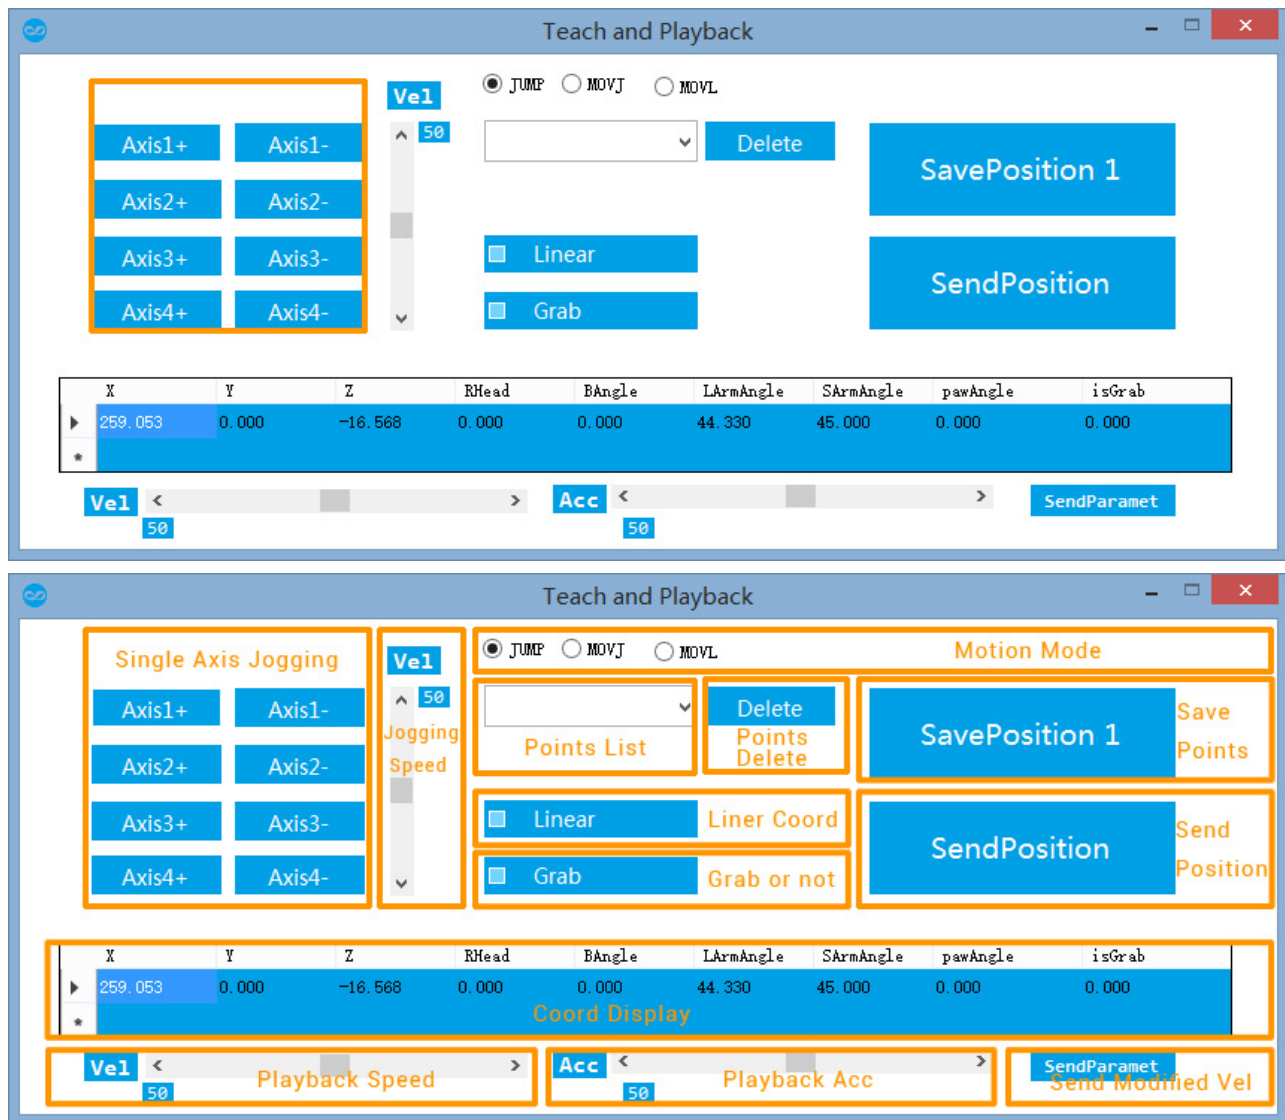 Teach and Playback
Vel
JUMP MOVJ MOVL
50
Delete
Axis1+ Axis1-
SavePosition 1
Axis2+ Axis2-
Linear
Axis3+ Axis3-
SendPosition
Grab
Axis4+ Axis4-
X Y Z RHead BAngle LArmAngle SArmAngle pawAngle isGrab
259.053 0.000 -16.568 0.000 0.000 44.330 45.000 0.000 0.000
*
Vel Acc SendParamet
50 50
Teach and Playback
Single Axis Jogging
Vel
JUMP MOVJ MOVL Motion Mode
50
Delete
Axis1+ Axis1-
Jogging
Speed
Points List
Points
Delete
SavePosition 1
Save
Points
Axis2+ Axis2-
Linear Liner Coord
Axis3+ Axis3-
SendPosition
Send
Position
Grab Grab or not
Axis4+ Axis4-
X Y Z RHead BAngle LArmAngle SArmAngle pawAngle isGrab
259.053 0.000 -16.568 0.000 0.000 44.330 45.000 0.000 0.000
*
Coord Display
Vel Acc SendParamet
Playback Speed Playback Acc Send Modified Vel
50 50